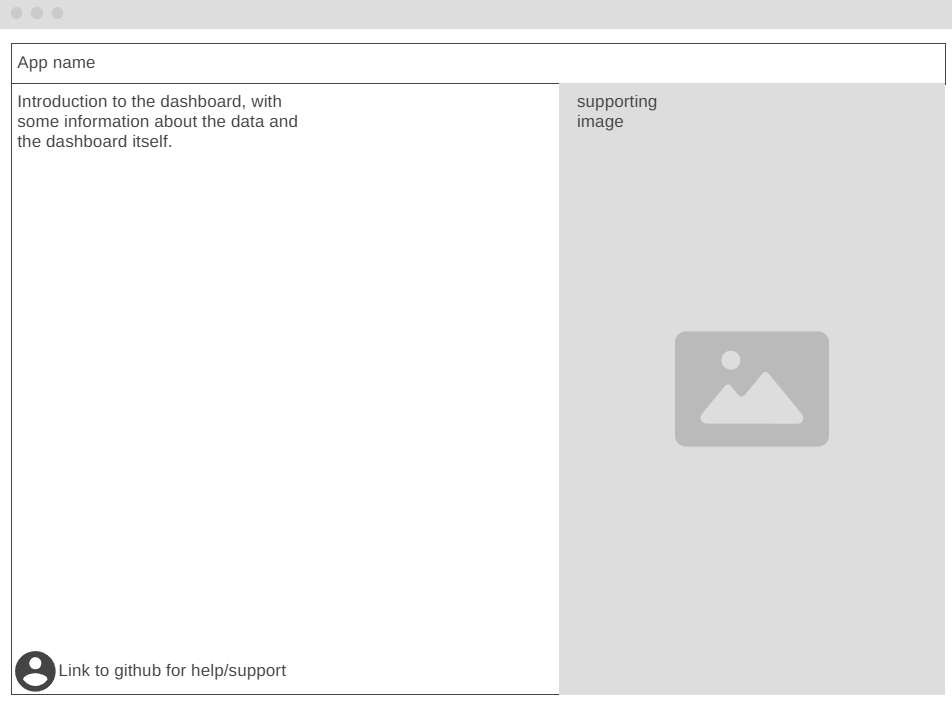 App name
Introduction to the dashboard, with
some information about the data and
the dashboard itself.
supporting
image
Link to github for help/support